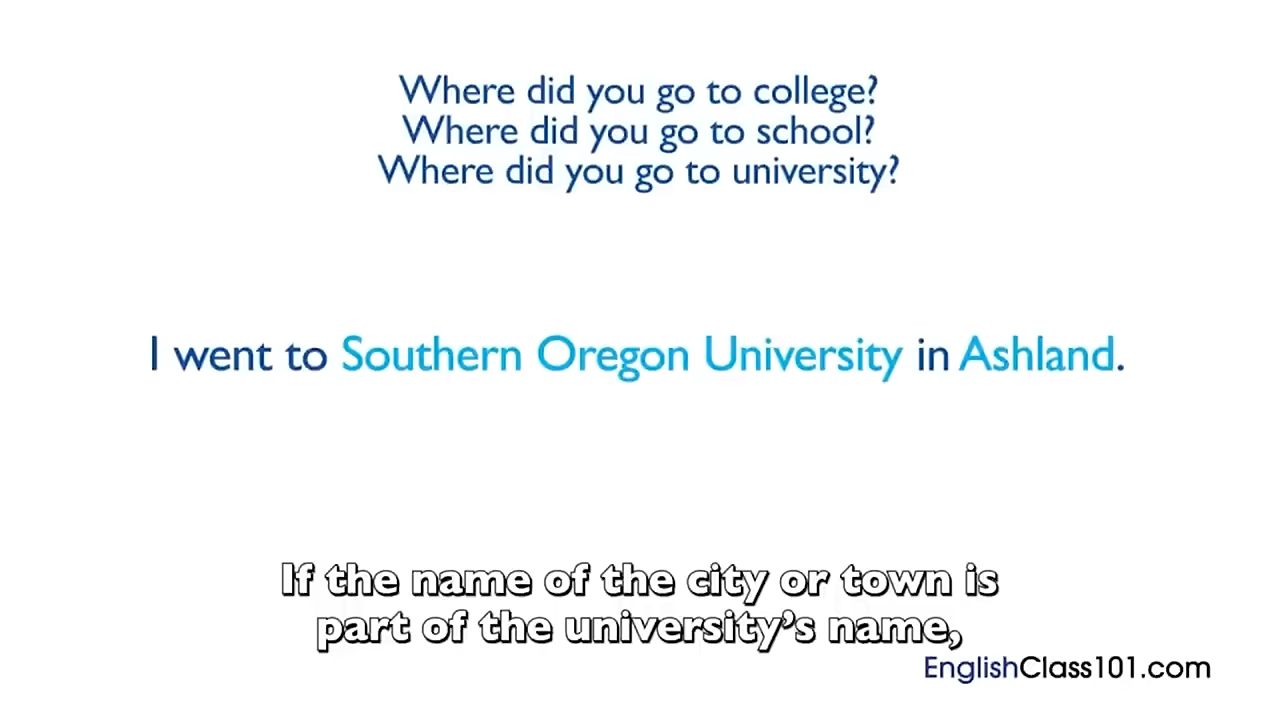 Where did you go to college?
Where did you go to school?
Where did you go to university?
I went to Southern Oregon University in Ashland.
If the name of the city or town is
part of the university’s name,
EnglishClass101.com